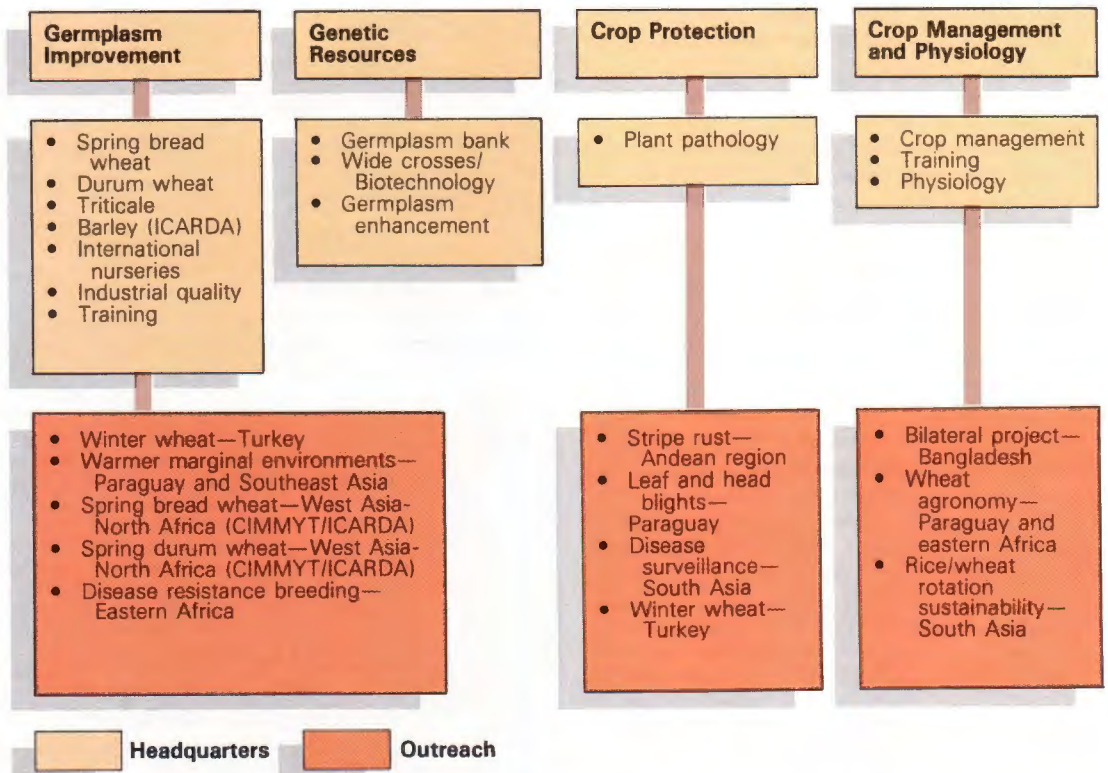 Germplasm
Improvement
Genetic
Resources
Crop Protection
Crop Management
and Physiology
• Spring bread
wheat
• Durum wheat
• Triticale
• Barley (ICARDA)
• International
nurseries
• Industrial quality
• Training
• Germplasm bank
• Wide crosses/
Biotechnology
• Germplasm
enhancement
• Plant pathology
• Crop management
• Training
• Physiology
• Winter wheat—Turkey
• Warmer marginal environments—
Paraguay and Southeast Asia
• Spring bread wheat—West Asia-
North Africa (CIMMYT/ICARDA)
• Spring durum wheat—West Asia-
North Africa (CIMMYT/ICARDA)
• Disease resistance breeding—
Eastern Africa
• Stripe rust—
Andean region
• Leaf and head
blights—
Paraguay
• Disease
surveillance—
South Asia
• Winter wheat—
Turkey
• Bilateral project—
Bangladesh
• Wheat
agronomy—
Paraguay and
eastern Africa
• Rice/wheat
rotation
sustainability—
South Asia
Headquarters
Outreach